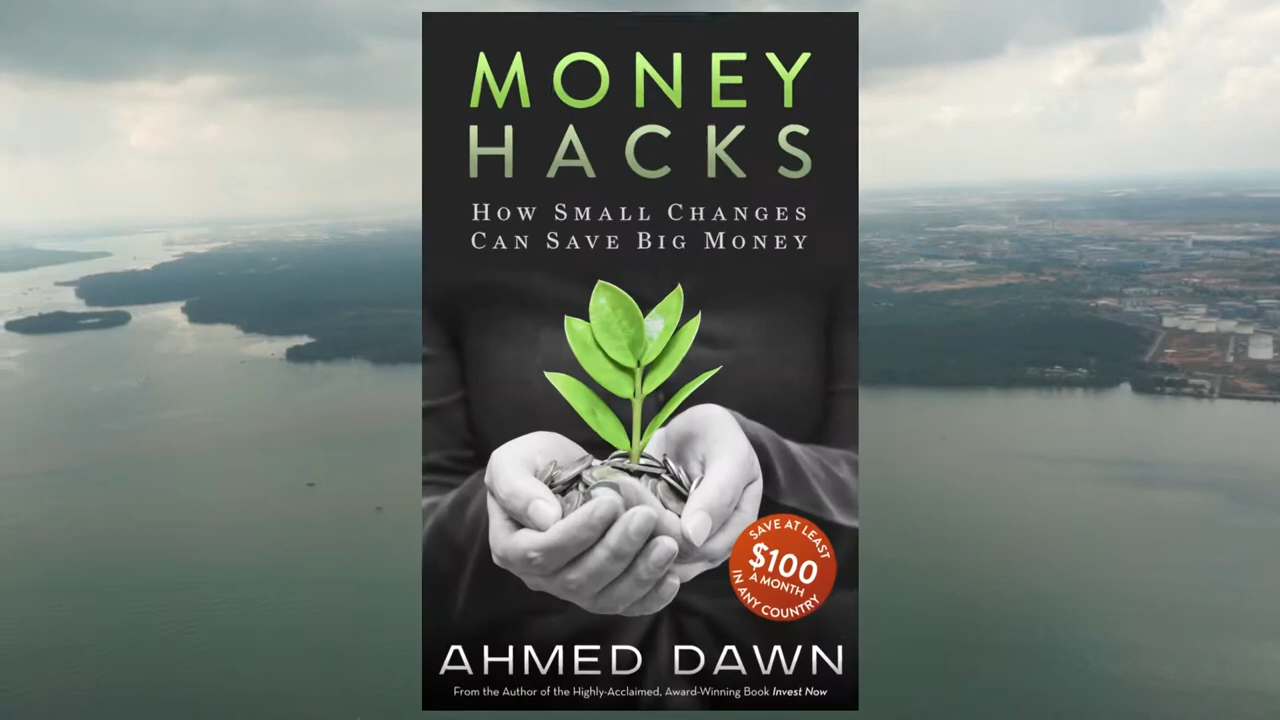 MONEY
HACKS
How Small Changes
Can Save Big Money
SAVE AT LEAST
$100
A MONTH
IN ANY COUNTRY
AHMED DAWN
From the Author of the Highly-Acclaimed, Award-Winning Book Invest Now